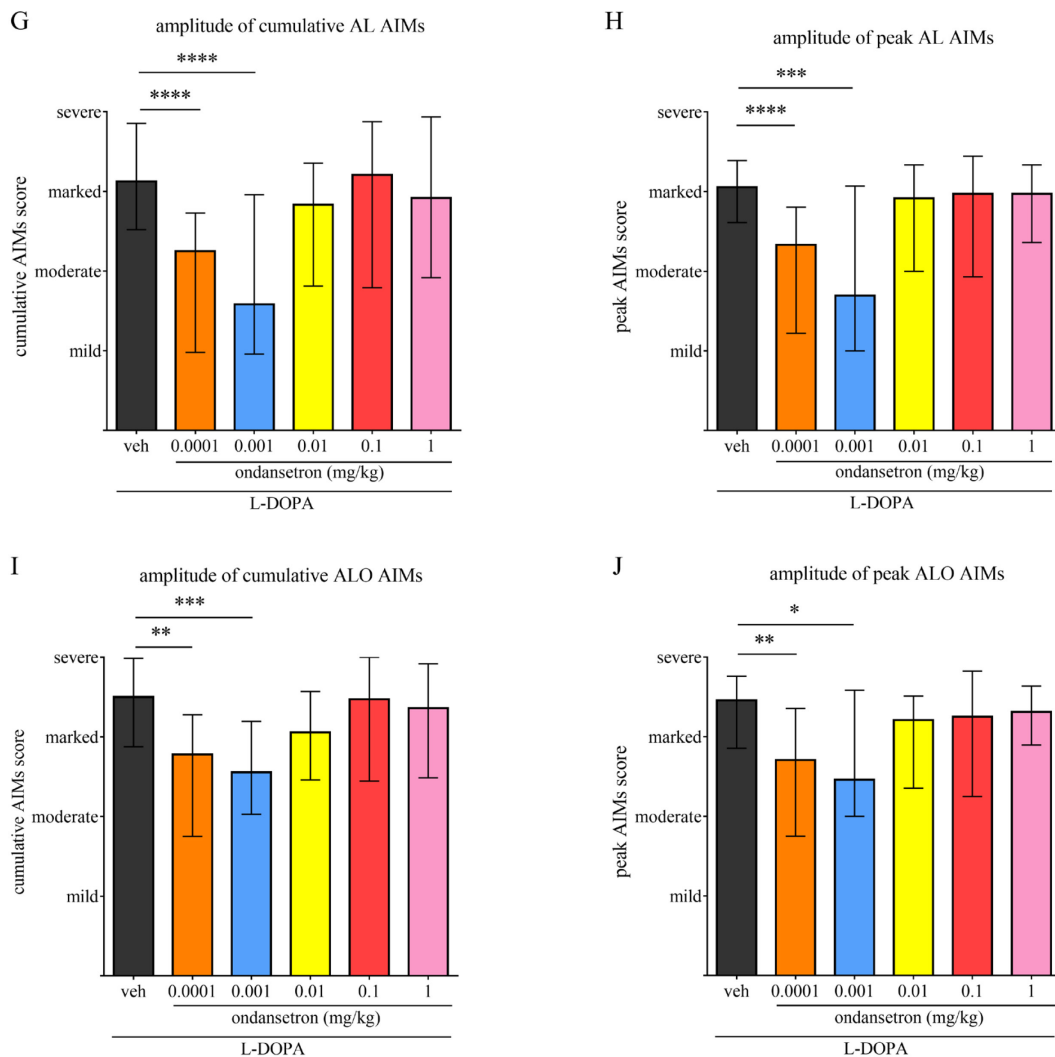 G
amplitude of cumulative AL AIMs
****
****
severe
marked
moderate
mild
cumulative AIMs score
veh 0.0001 0.001 0.01 0.1 1
ondansetron (mg/kg)
L-DOPA
H
amplitude of peak AL AIMs
***
****
severe
marked
moderate
mild
peak AIMs score
veh 0.0001 0.001 0.01 0.1 1
ondansetron (mg/kg)
L-DOPA
I
amplitude of cumulative ALO AIMs
***
**
severe
marked
moderate
mild
cumulative AIMs score
veh 0.0001 0.001 0.01 0.1 1
ondansetron (mg/kg)
L-DOPA
J
amplitude of peak ALO AIMs
*
**
severe
marked
moderate
mild
peak AIMs score
veh 0.0001 0.001 0.01 0.1 1
ondansetron (mg/kg)
L-DOPA